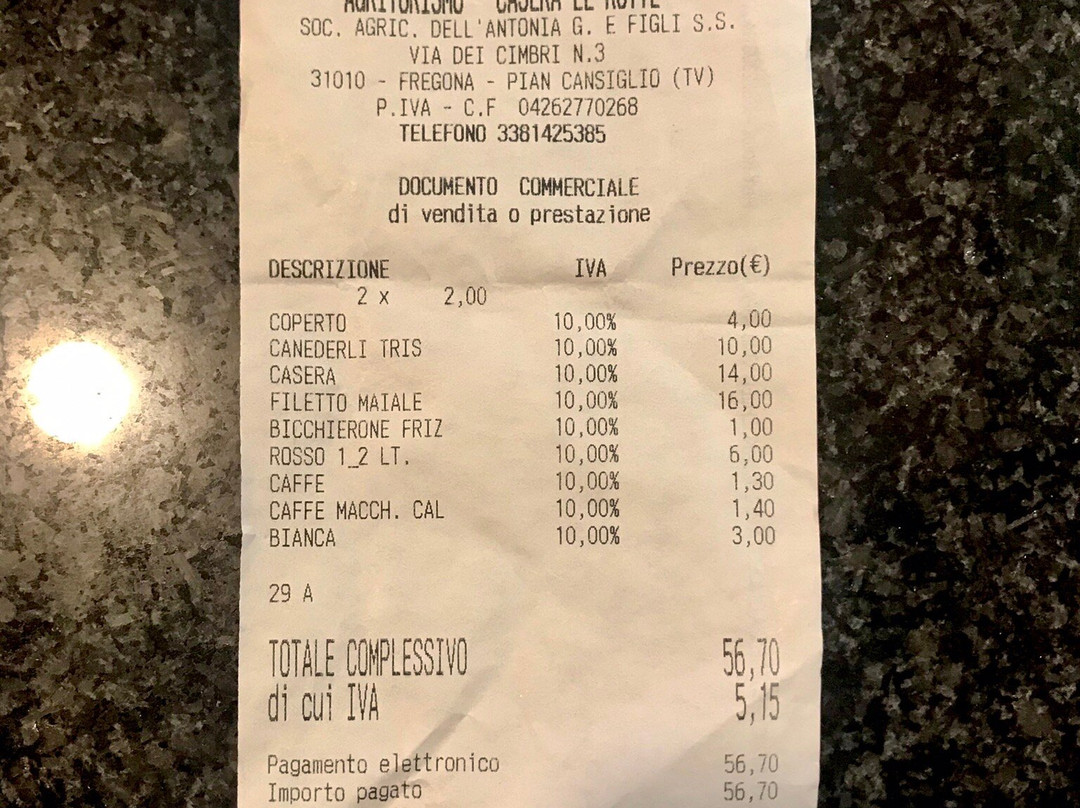 AGRITURISMO "CASERA LE ROTTE"
SOC. AGRIC. DELL'ANTONIA G. E FIGLI S.S.
VIA DEI CIMBRI N.3
31010 - FREGONA - PIAN CANSIGLIO (TV)
P.IVA - C.F 04262770268
TELEFONO 3381425385
DOCUMENTO COMMERCIALE
di vendita o prestazione
DESCRIZIONE IVA Prezzo(€)
2 x 2,00
COPERTO 10,00% 4,00
CANEDERLI TRIS 10,00% 10,00
CASERA 10,00% 14,00
FILETTO MAIALE 10,00% 16,00
BICCHIERONE FRIZ 10,00% 1,00
ROSSO 1_2 LT. 10,00% 6,00
CAFFE 10,00% 1,30
CAFFE MACCH. CAL 10,00% 1,40
BIANCA 10,00% 3,00
29 A
TOTALE COMPLESSIVO 56,70
di cui IVA 5,15
Pagamento elettronico 56,70
Importo pagato 56,70